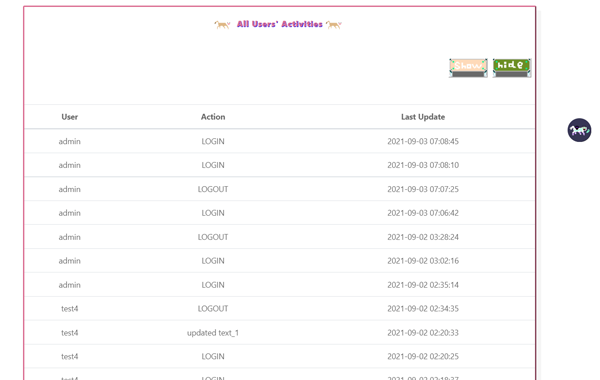 All Users' Activities
Show hide
User Action Last Update
admin LOGIN 2021-09-03 07:08:45
admin LOGIN 2021-09-03 07:08:10
admin LOGOUT 2021-09-03 07:07:25
admin LOGIN 2021-09-03 07:06:42
admin LOGOUT 2021-09-02 03:28:24
admin LOGIN 2021-09-02 03:02:16
admin LOGIN 2021-09-02 02:35:14
test4 LOGOUT 2021-09-02 02:34:35
test4 updated text_1 2021-09-02 02:20:33
test4 LOGIN 2021-09-02 02:20:25
test4 LOGIN